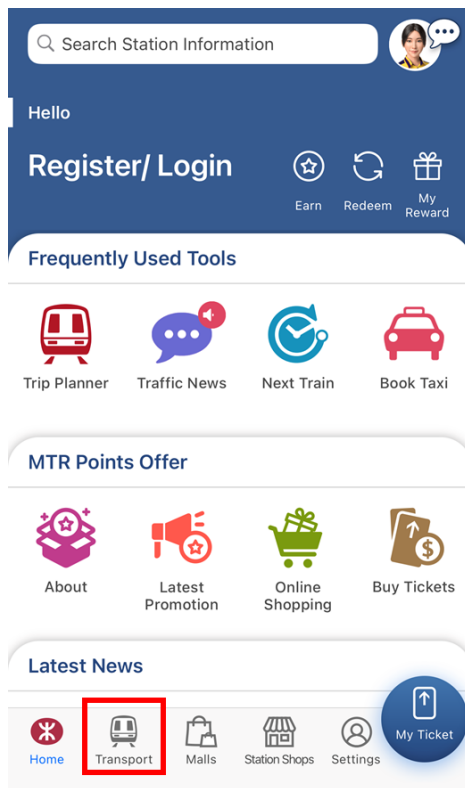 Search Station Information
Hello
Register/ Login
Earn
Redeem
My
Reward
Frequently Used Tools
Trip Planner
Traffic News
Next Train
Book Taxi
MTR Points Offer
About
Latest
Promotion
Online
Shopping
Buy Tickets
Latest News
Home
Transport
Malls
Station Shops
Settings
My Ticket